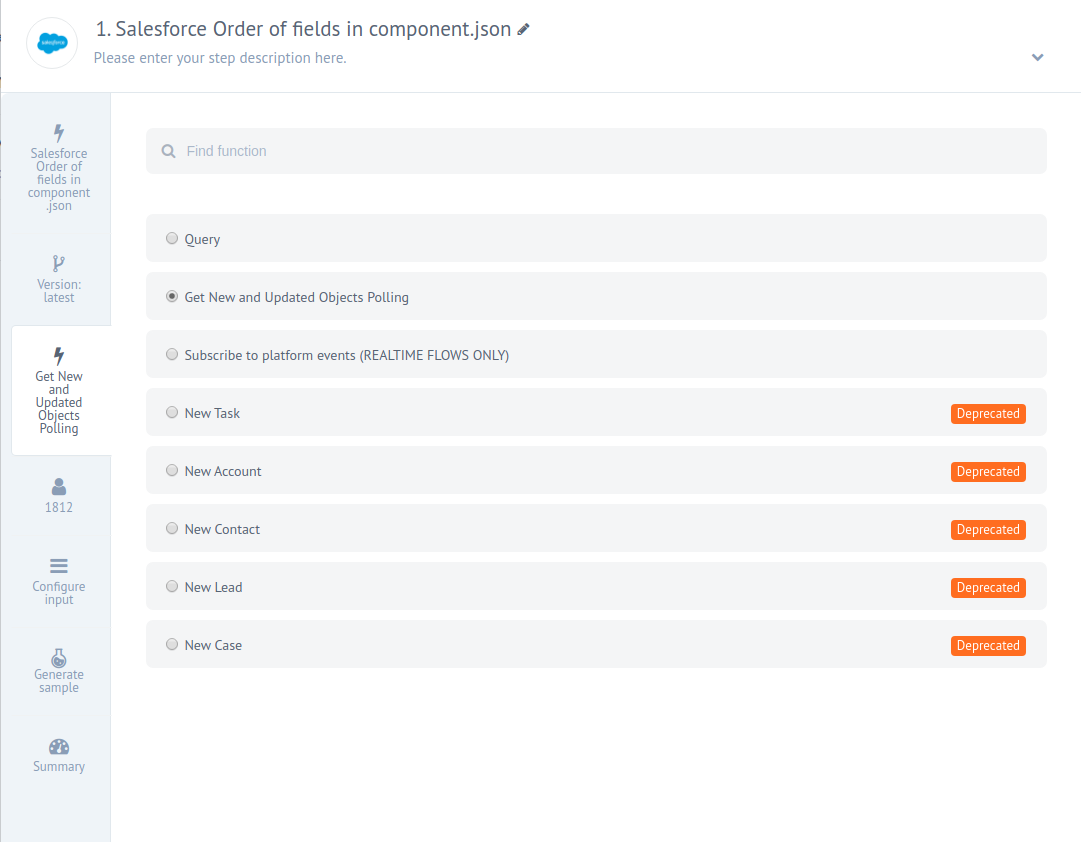 salesforce
1. Salesforce Order of fields in component.json
Please enter your step description here.
Salesforce
Order of
fields in
component
.json
Version:
latest
Get New
and
Updated
Objects
Polling
1812
Configure
input
Generate
sample
Summary
Find function
Query
Get New and Updated Objects Polling
Subscribe to platform events (REALTIME FLOWS ONLY)
New Task Deprecated
New Account Deprecated
New Contact Deprecated
New Lead Deprecated
New Case Deprecated